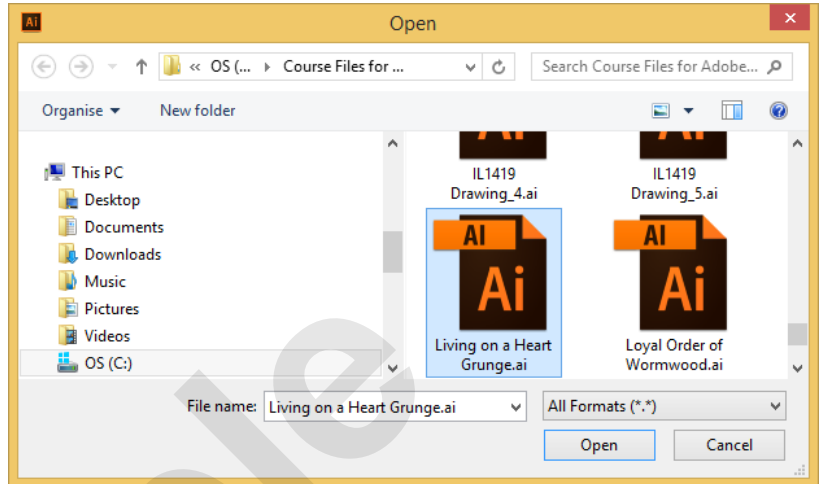 Ai
Open
« OS (... Course Files for ...
Search Course Files for Adobe...
Organise
New folder
This PC
Desktop
Documents
Downloads
Music
Pictures
Videos
OS (C:)
Ai Ai
IL1419
Drawing_4.ai
IL1419
Drawing_5.ai
AI
Ai
Living on a Heart
Grunge.ai
AI
Ai
Loyal Order of
Wormwood.ai
File name: Living on a Heart Grunge.ai
All Formats (*.*)
Open
Cancel